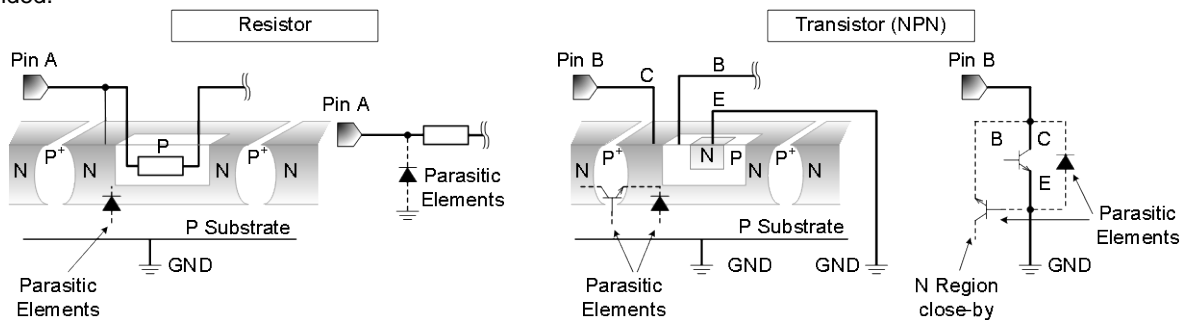 Resistor
Pin A
Pin A
N
P+
N
P
N
P+
N
Parasitic
Elements
P Substrate
GND
Parasitic
Elements
Transistor (NPN)
Pin B
C
B
E
N
P+
N
N
P
N
P+
N
P Substrate
GND
GND
Parasitic
Elements
Pin B
B
C
E
Parasitic
Elements
GND
N Region
close-by